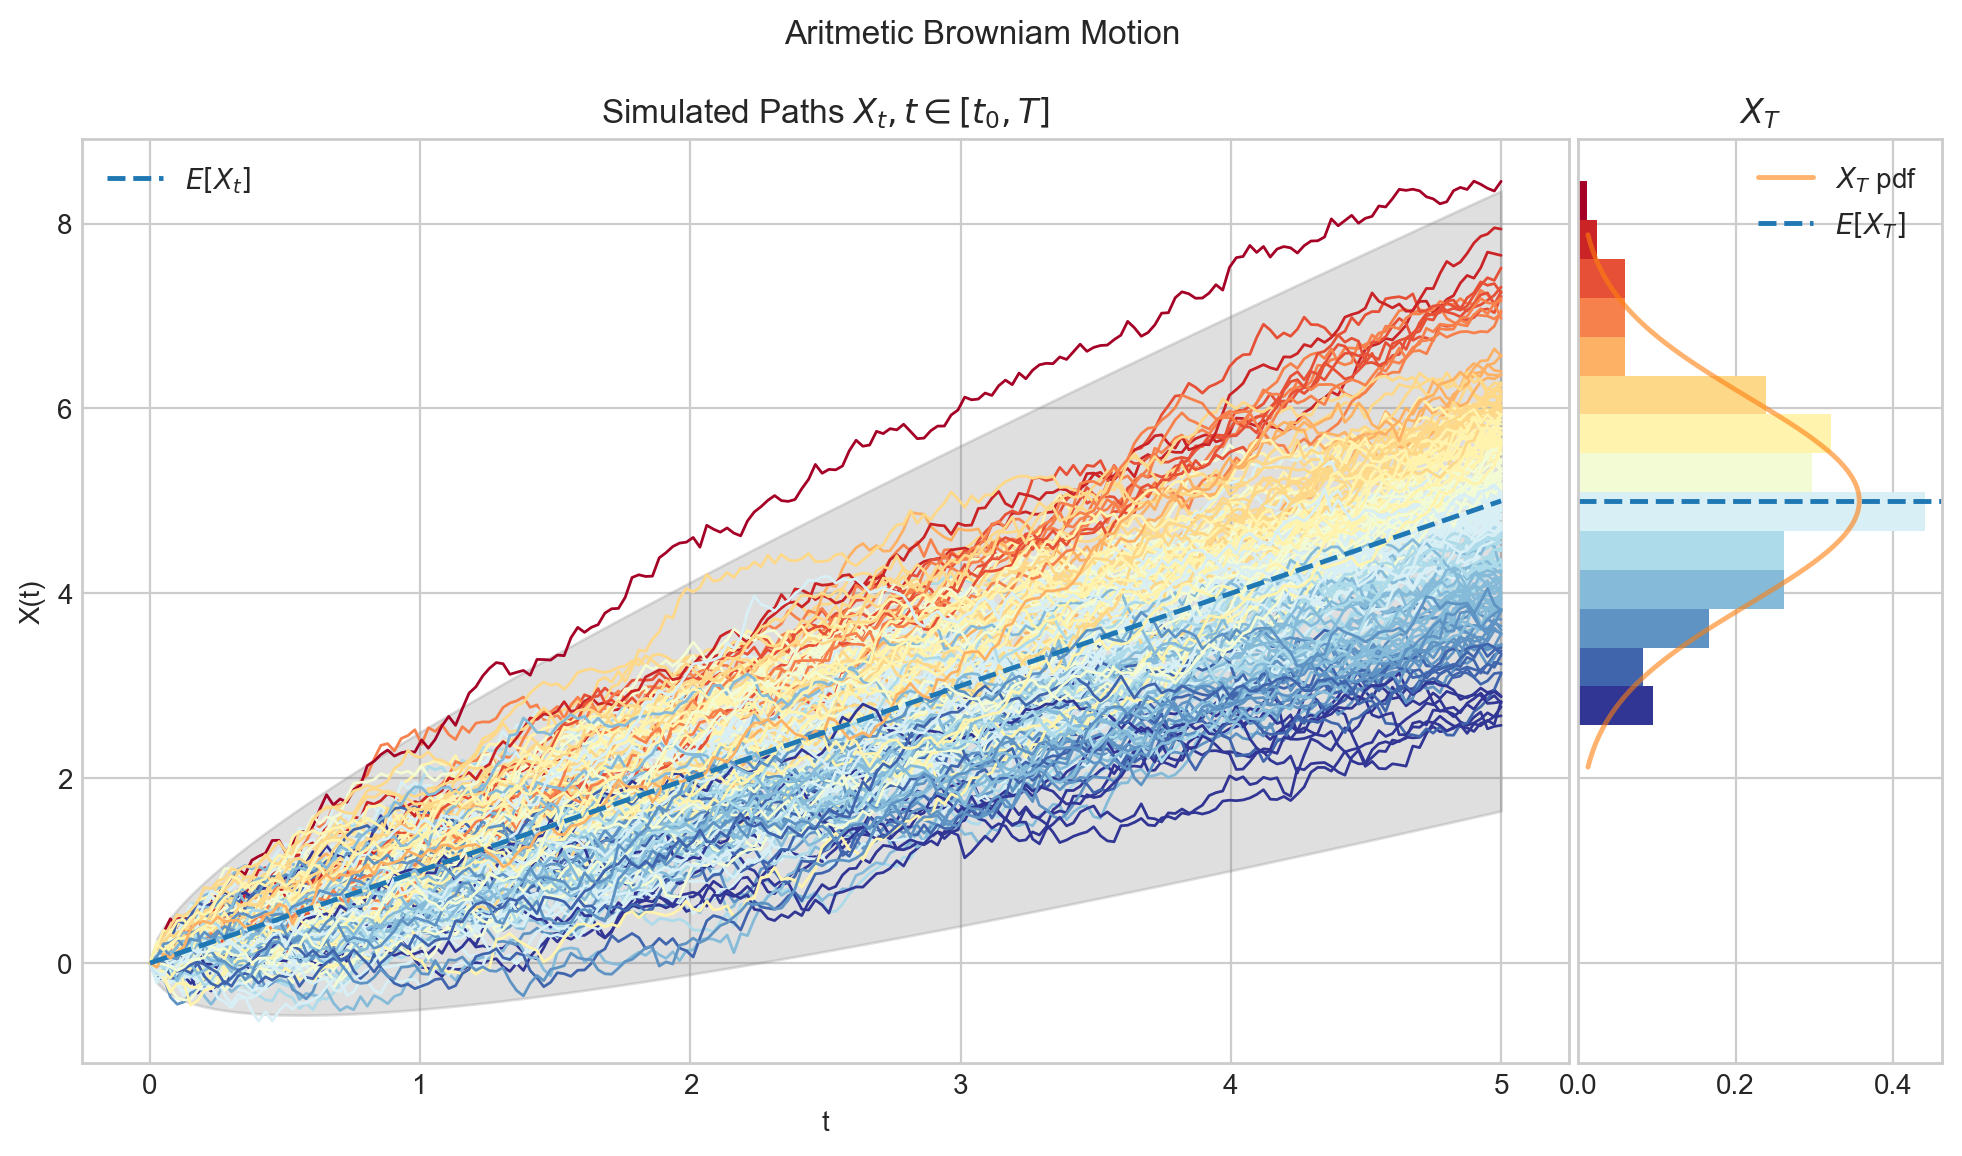 Aritmetic Browniam Motion
Simulated Paths $X_t, t \in [t_0, T]$
$X_T$
$E[X_t]$
$X_T$ pdf
$E[X_T]$
8
6
4
2
0
X(t)
0 1 2 3 4 5
0.0 0.2 0.4
t